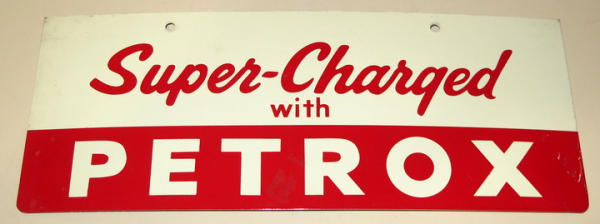 Super-Charged
with
PETROX